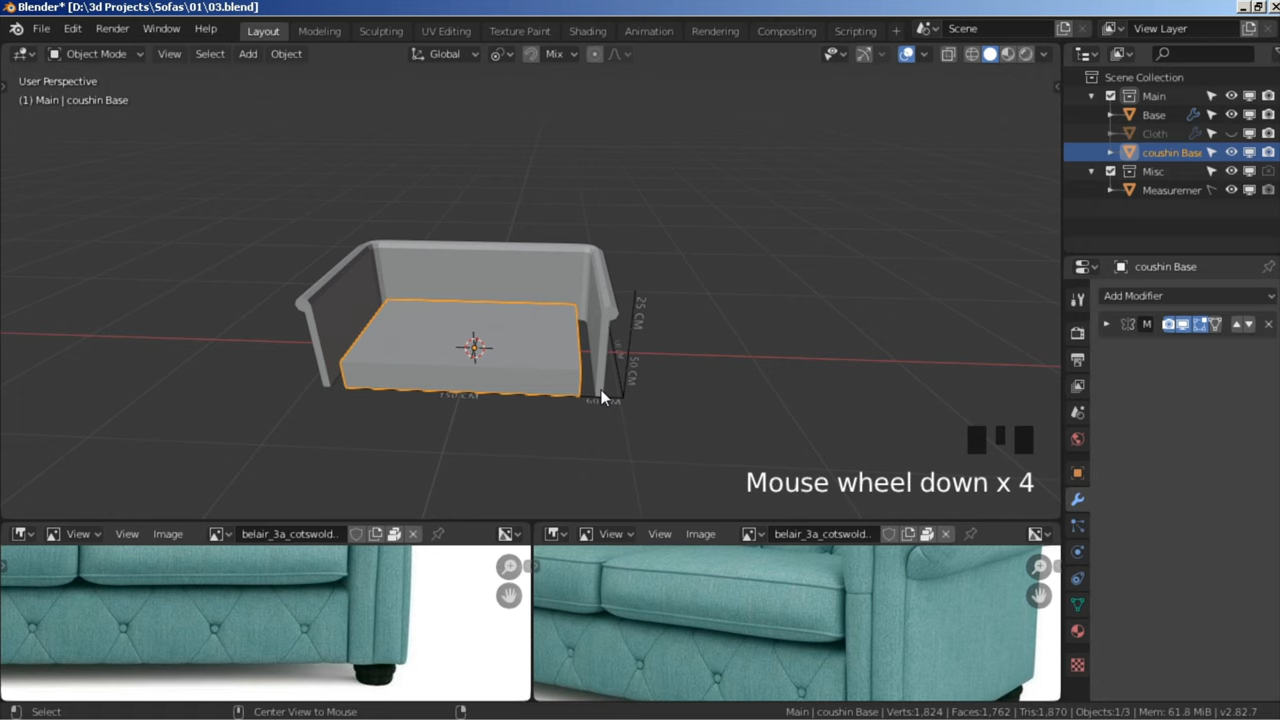 Blender* [D:\3d Projects\Sofas\01\03.blend]
File Edit Render Window Help Layout Modeling Sculpting UV Editing Texture Paint Shading Animation Rendering Compositing Scripting + Scene View Layer
Object Mode View Select Add Object Global Mix
User Perspective
(1) Main | coushin Base
Scene Collection
Main
Base
Cloth
coushin Base
Misc
Measuremer
coushin Base
Add Modifier
M
25 CM
50 CM
150 CM
Mouse wheel down x 4
View View Image belair_3a_cotswold.. View View Image belair_3a_cotswold..
Select Center View to Mouse Main | coushin Base | Verts:1,824 | Faces:1,762 | Tris:1,870 | Objects:1/3 | Mem: 61.8 MiB | v2.82.7